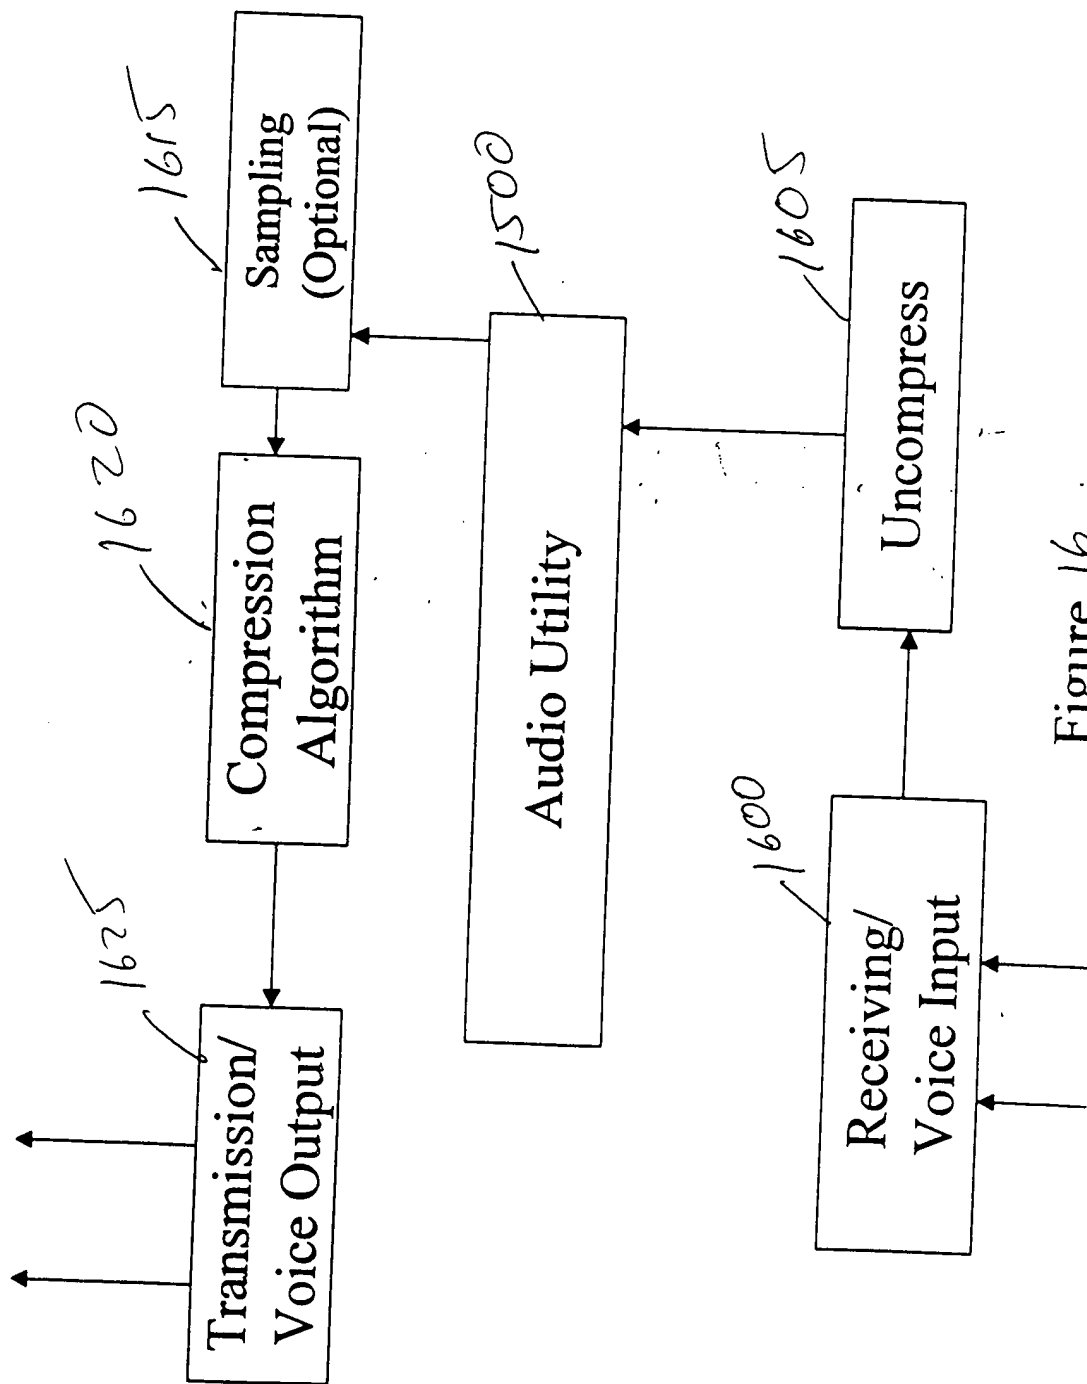 Transmission/
Voice Output
1625
Compression
Algorithm
1620
Sampling
(Optional)
1615
Audio Utility
1500
Receiving/
Voice Input
1600
Uncompress
1605
Figure 16